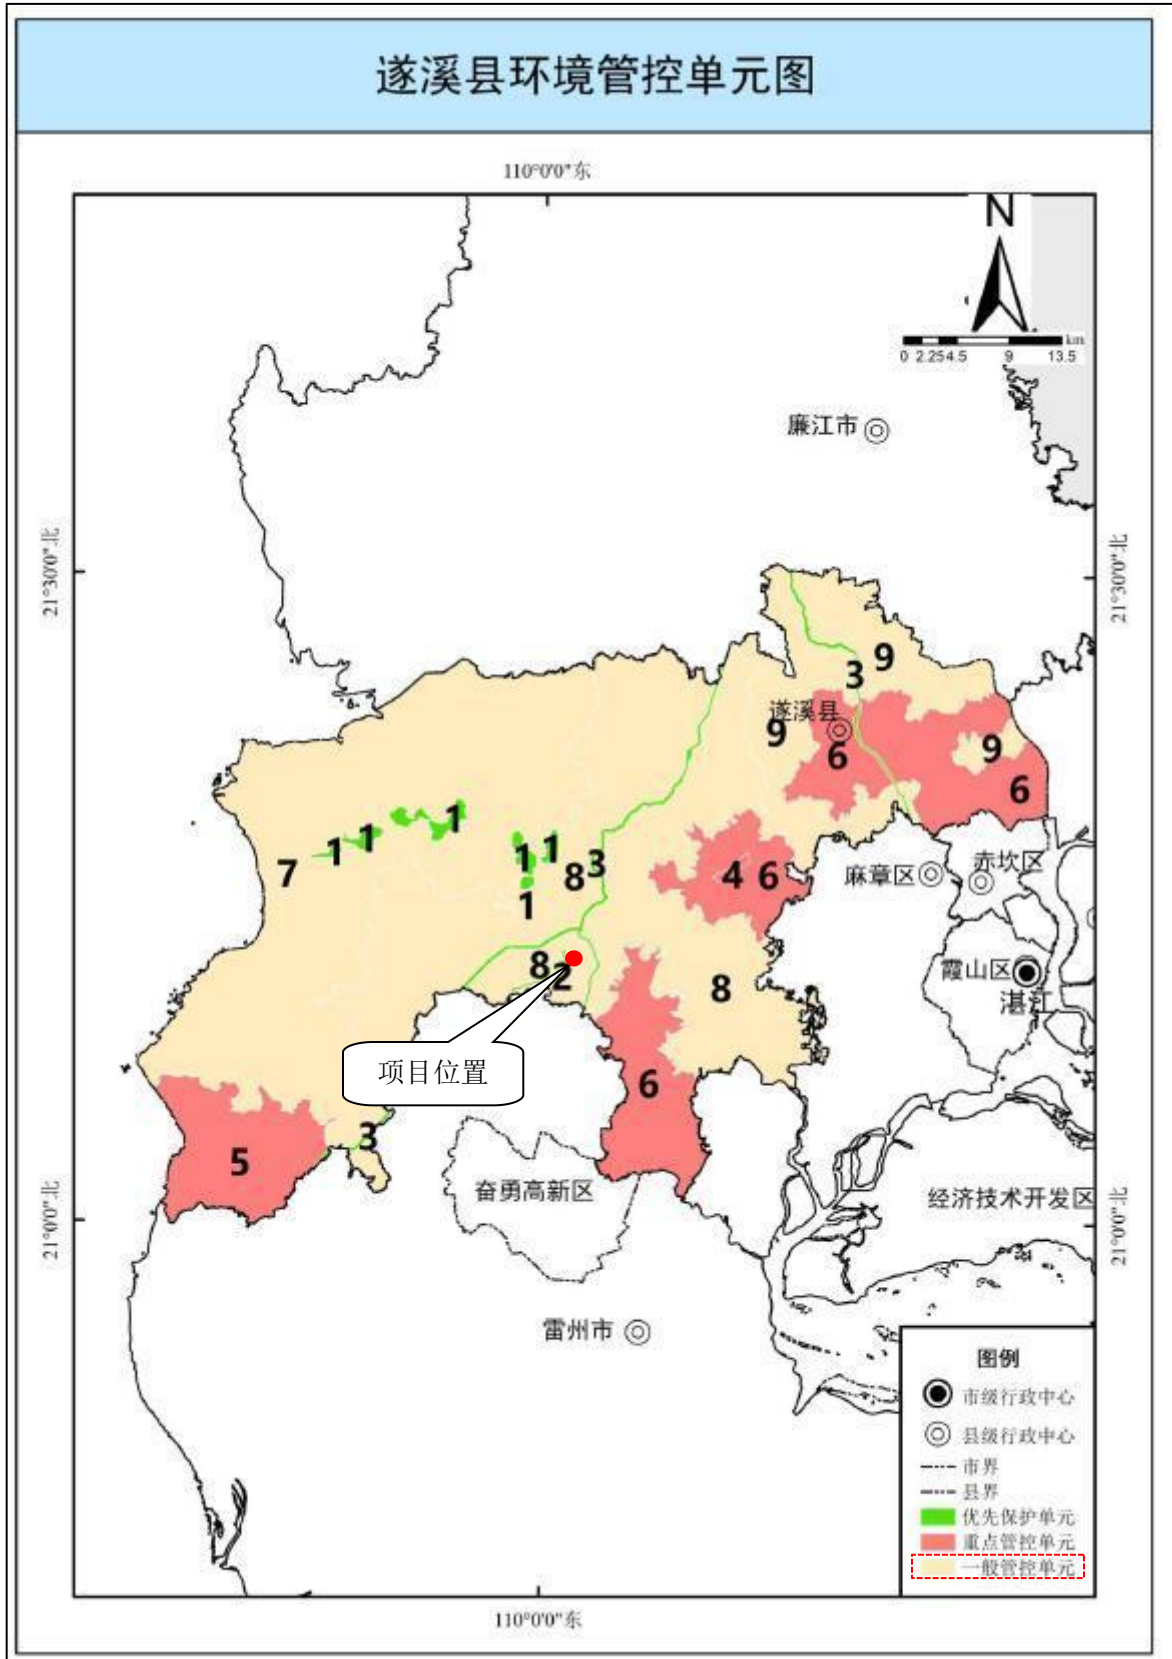 遂溪县环境管控单元图
110°0'0"东
N
km
0 2.25 4.5 9 13.5
廉江市
21°30'0"北
21°30'0"北
9
3
遂溪县
9
6
9
6
1
1
1
1
1
7
8
3
1
4
6
麻章区
赤坎区
8
2
8
霞山区
湛江
项目位置
6
3
5
奋勇高新区
经济技术开发区
21°0'0"北
21°0'0"北
雷州市
图例
市级行政中心
县级行政中心
市界
县界
优先保护单元
重点管控单元
一般管控单元
110°0'0"东